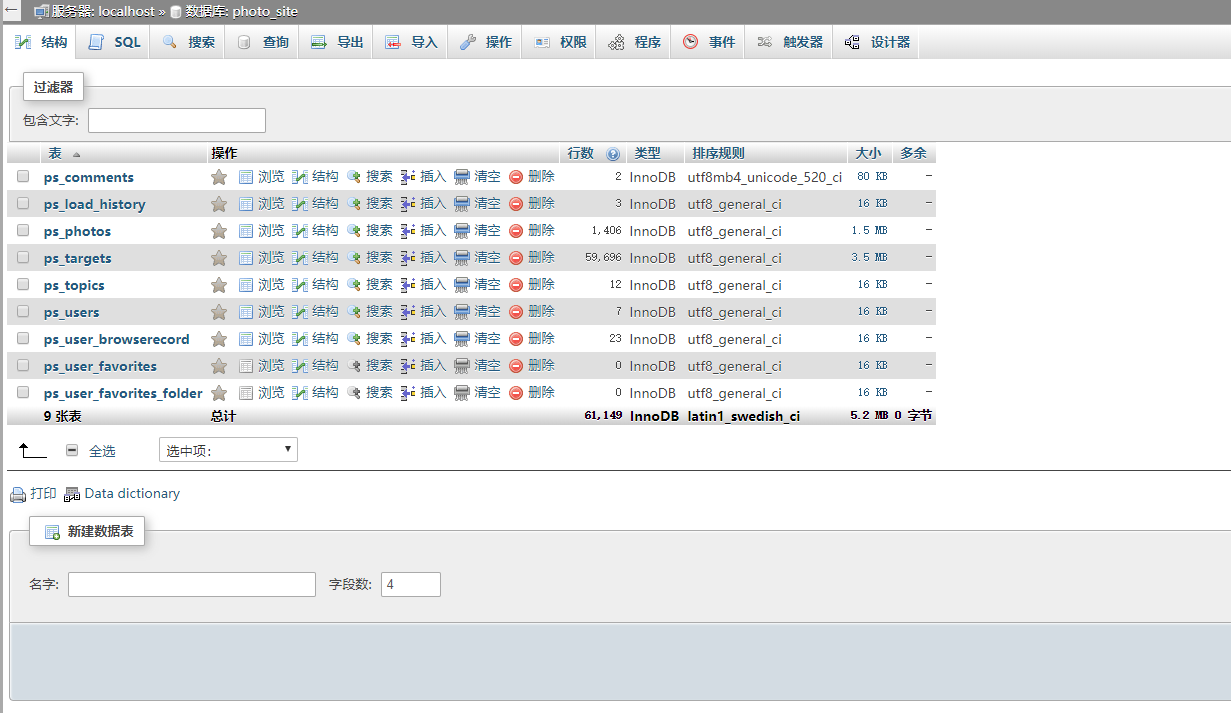 服务器: localhost » 数据库: photo_site
结构 SQL 搜索 查询 导出 导入 操作 权限 程序 事件 触发器 设计器
过滤器
包含文字:
表 操作 行数 类型 排序规则 大小 多余
ps_comments 浏览 结构 搜索 插入 清空 删除 2 InnoDB utf8mb4_unicode_520_ci 80 KB -
ps_load_history 浏览 结构 搜索 插入 清空 删除 3 InnoDB utf8_general_ci 16 KB -
ps_photos 浏览 结构 搜索 插入 清空 删除 1,406 InnoDB utf8_general_ci 1.5 MB -
ps_targets 浏览 结构 搜索 插入 清空 删除 59,696 InnoDB utf8_general_ci 3.5 MB -
ps_topics 浏览 结构 搜索 插入 清空 删除 12 InnoDB utf8_general_ci 16 KB -
ps_users 浏览 结构 搜索 插入 清空 删除 7 InnoDB utf8_general_ci 16 KB -
ps_user_browserecord 浏览 结构 搜索 插入 清空 删除 23 InnoDB utf8_general_ci 16 KB -
ps_user_favorites 浏览 结构 搜索 插入 清空 删除 0 InnoDB utf8_general_ci 16 KB -
ps_user_favorites_folder 浏览 结构 搜索 插入 清空 删除 0 InnoDB utf8_general_ci 16 KB -
9 张表 总计 61,149 InnoDB latin1_swedish_ci 5.2 MB 0 字节
全选 选中项:
打印 Data dictionary
新建数据表
名字: 字段数: 4